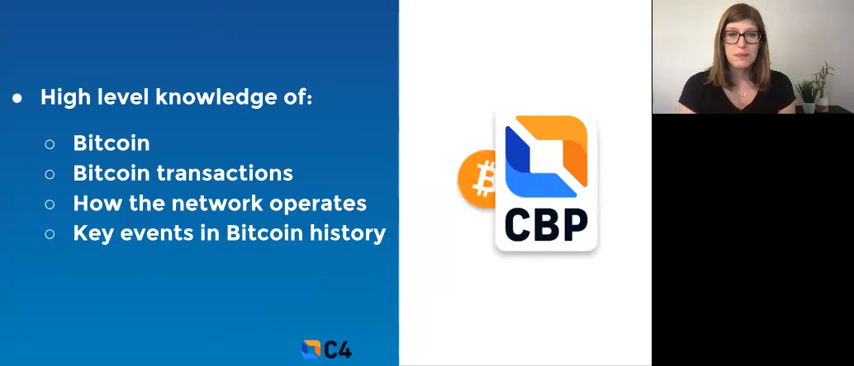 ● High level knowledge of:
○ Bitcoin
○ Bitcoin transactions
○ How the network operates
○ Key events in Bitcoin history
CBP
C4